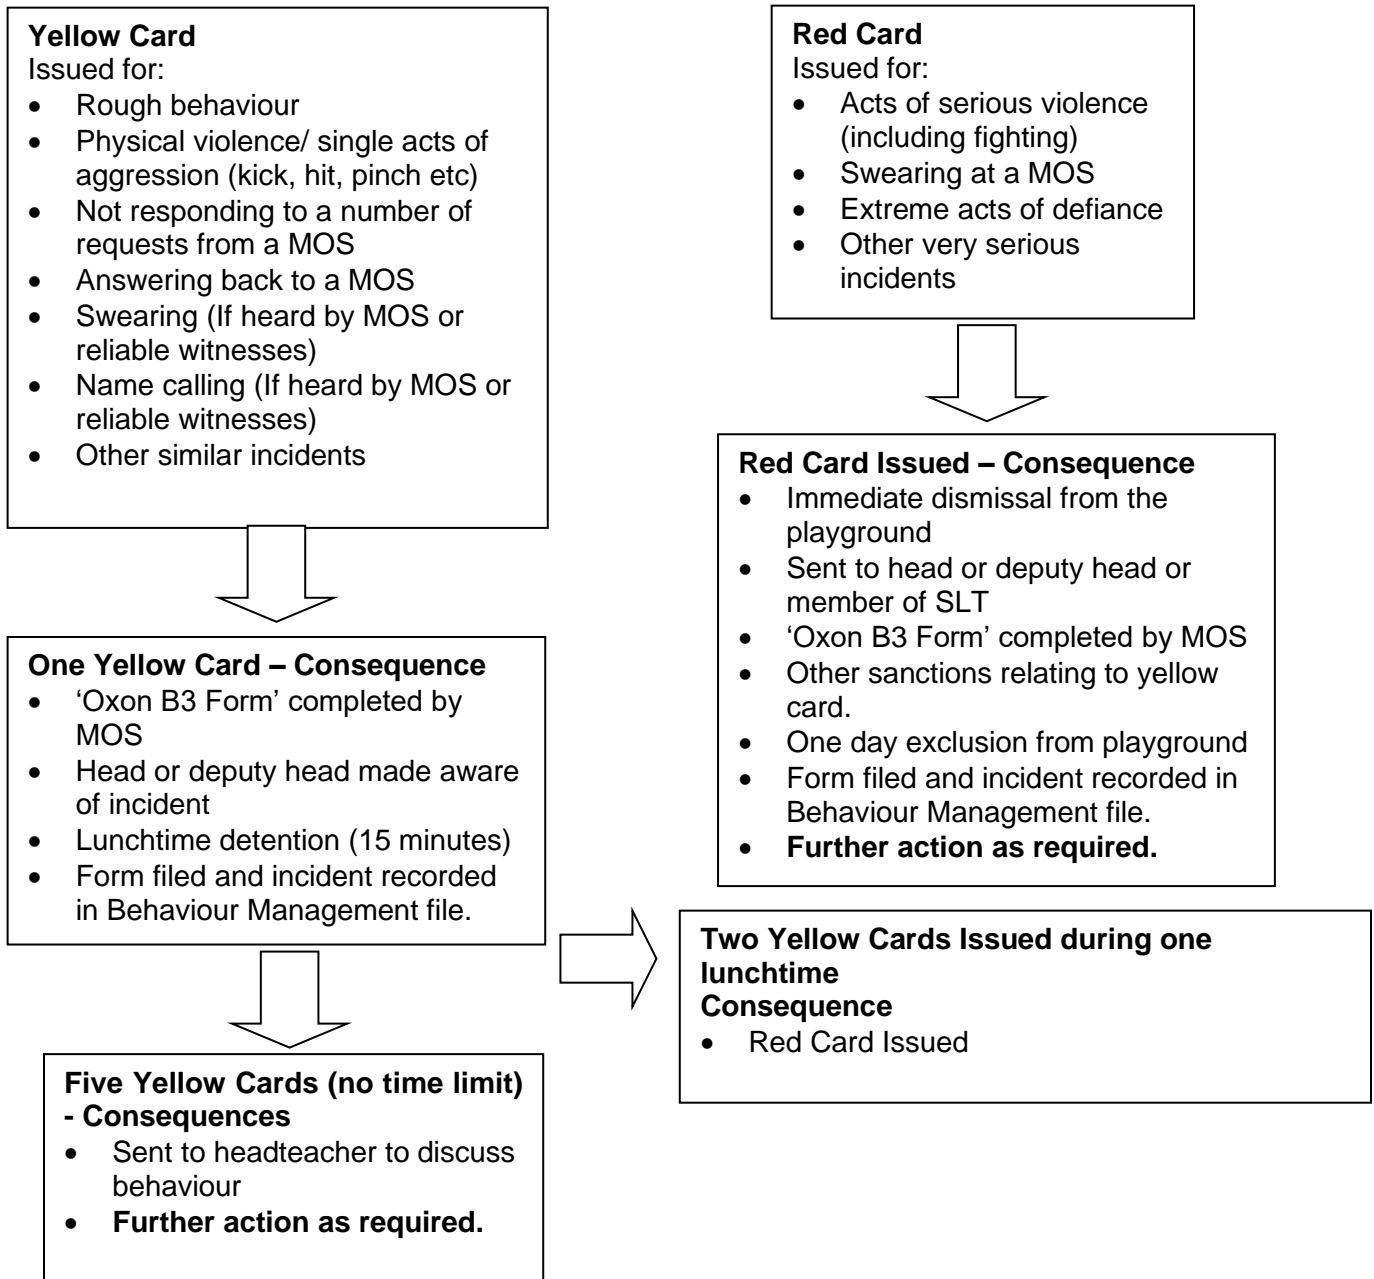 Yellow Card
Issued for:
• Rough behaviour
• Physical violence/ single acts of
aggression (kick, hit, pinch etc)
• Not responding to a number of
requests from a MOS
• Answering back to a MOS
• Swearing (If heard by MOS or
reliable witnesses)
• Name calling (If heard by MOS or
reliable witnesses)
• Other similar incidents
Red Card
Issued for:
• Acts of serious violence
(including fighting)
• Swearing at a MOS
• Extreme acts of defiance
• Other very serious
incidents
Red Card Issued – Consequence
• Immediate dismissal from the
playground
• Sent to head or deputy head or
member of SLT
• ‘Oxon B3 Form’ completed by MOS
• Other sanctions relating to yellow
card.
• One day exclusion from playground
• Form filed and incident recorded in
Behaviour Management file.
• Further action as required.
One Yellow Card – Consequence
• ‘Oxon B3 Form’ completed by
MOS
• Head or deputy head made aware
of incident
• Lunchtime detention (15 minutes)
• Form filed and incident recorded
in Behaviour Management file.
Two Yellow Cards Issued during one
lunchtime
Consequence
• Red Card Issued
Five Yellow Cards (no time limit)
- Consequences
• Sent to headteacher to discuss
behaviour
• Further action as required.